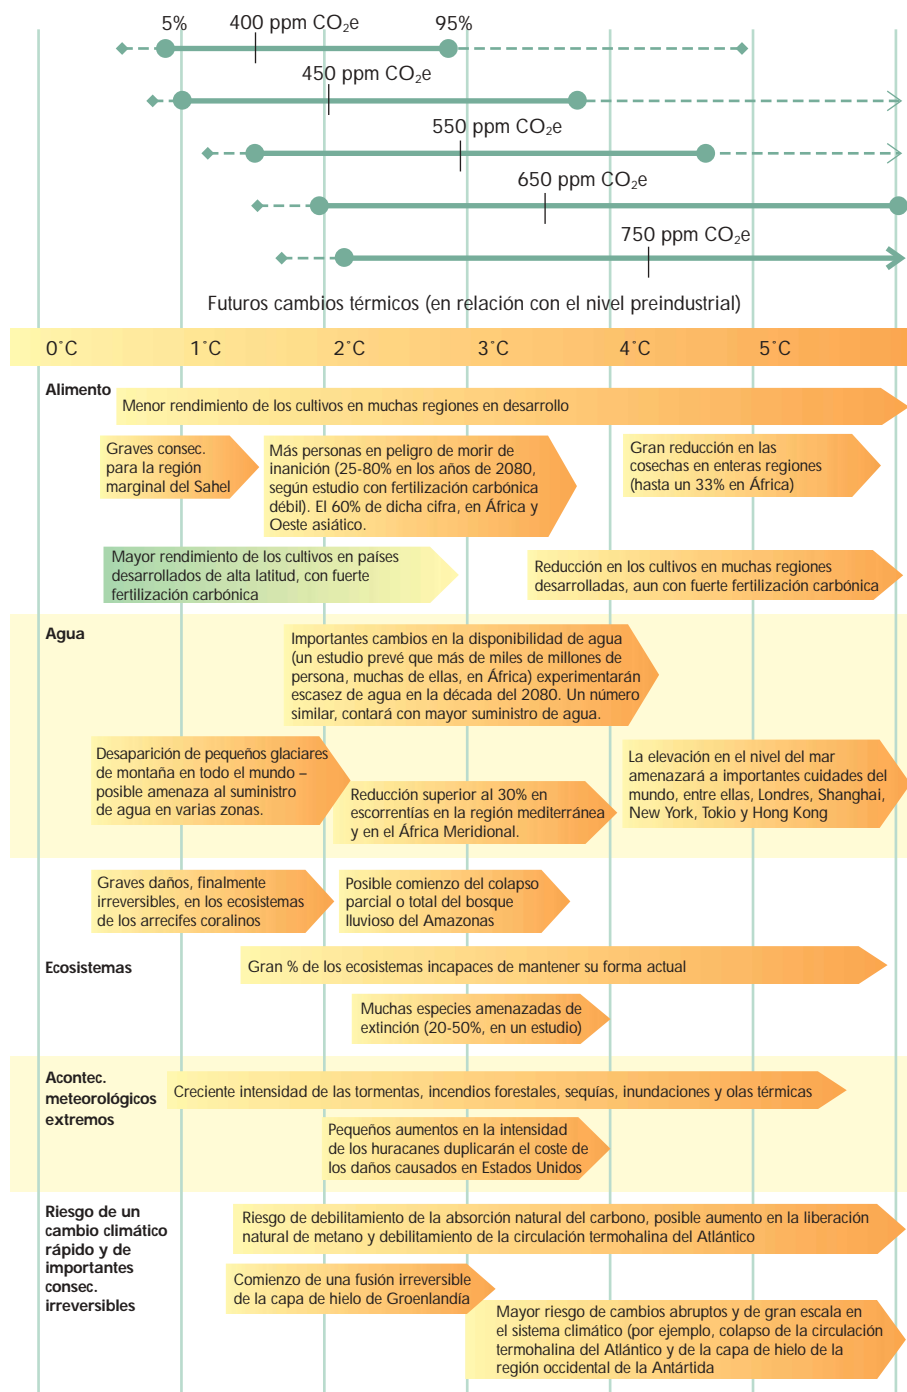 5% 400 ppm CO₂e 95%
450 ppm CO₂e
550 ppm CO₂e
650 ppm CO₂e
750 ppm CO₂e
Futuros cambios térmicos (en relación con el nivel preindustrial)
0˚C 1˚C 2˚C 3˚C 4˚C 5˚C
Alimento
Menor rendimiento de los cultivos en muchas regiones en desarrollo
Graves consec.
para la región
marginal del Sahel
Más personas en peligro de morir de
inanición (25-80% en los años de 2080,
según estudio con fertilización carbónica
débil). El 60% de dicha cifra, en África y
Oeste asiático.
Gran reducción en las
cosechas en enteras regiones
(hasta un 33% en África)
Mayor rendimiento de los cultivos en países
desarrollados de alta latitud, con fuerte
fertilización carbónica
Reducción en los cultivos en muchas regiones
desarrolladas, aun con fuerte fertilización carbónica
Agua
Importantes cambios en la disponibilidad de agua
(un estudio prevé que más de miles de millones de
persona, muchas de ellas, en África) experimentarán
escasez de agua en la década del 2080. Un número
similar, contará con mayor suministro de agua.
Desaparición de pequeños glaciares
de montaña en todo el mundo –
posible amenaza al suministro
de agua en varias zonas.
Reducción superior al 30% en
escorrentías en la región mediterránea
y en el África Meridional.
La elevación en el nivel del mar
amenazará a importantes cuidades del
mundo, entre ellas, Londres, Shanghai,
New York, Tokio y Hong Kong
Graves daños, finalmente
irreversibles, en los ecosistemas
de los arrecifes coralinos
Posible comienzo del colapso
parcial o total del bosque
lluvioso del Amazonas
Ecosistemas
Gran % de los ecosistemas incapaces de mantener su forma actual
Muchas especies amenazadas de
extinción (20-50%, en un estudio)
Acontec.
meteorológicos
extremos
Creciente intensidad de las tormentas, incendios forestales, sequías, inundaciones y olas térmicas
Pequeños aumentos en la intensidad
de los huracanes duplicarán el coste de
los daños causados en Estados Unidos
Riesgo de un
cambio climático
rápido y de
importantes
consec.
irreversibles
Riesgo de debilitamiento de la absorción natural del carbono, posible aumento en la liberación
natural de metano y debilitamiento de la circulación termohalina del Atlántico
Comienzo de una fusión irreversible
de la capa de hielo de Groenlandía
Mayor riesgo de cambios abruptos y de gran escala en
el sistema climático (por ejemplo, colapso de la circulación
termohalina del Atlántico y de la capa de hielo de la
región occidental de la Antártida